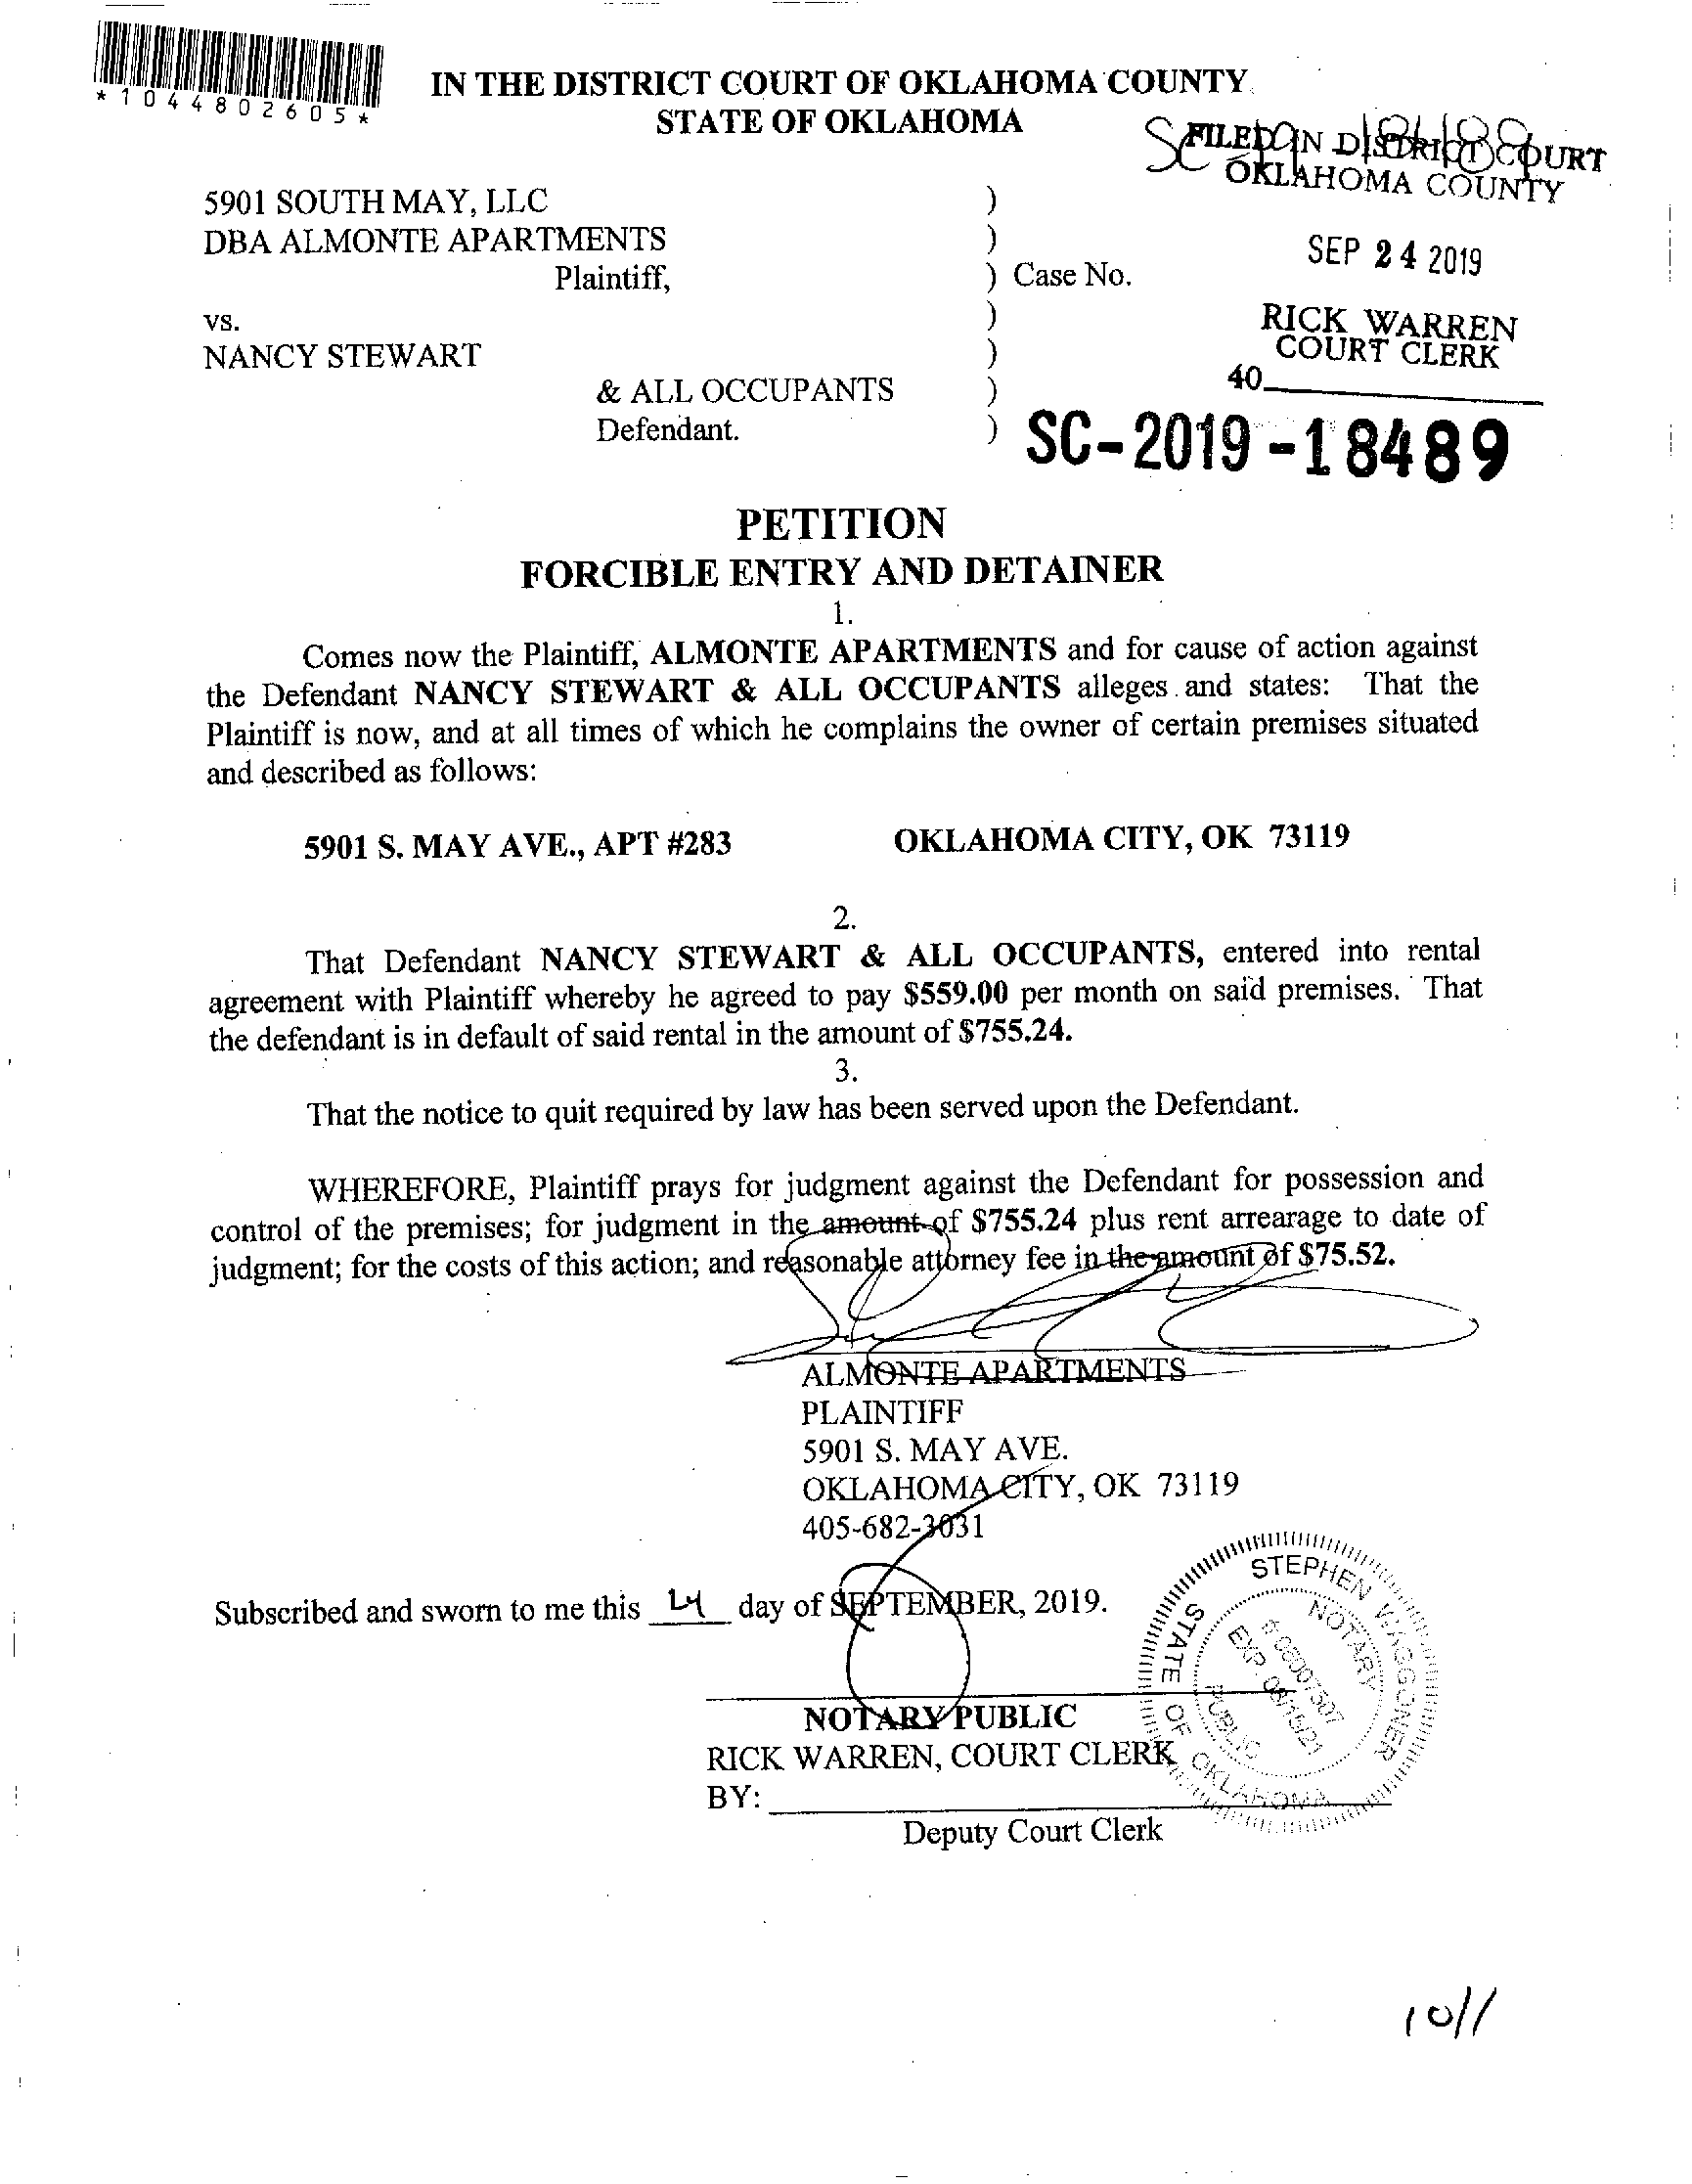 *1044802605*
IN THE DISTRICT COURT OF OKLAHOMA COUNTY
STATE OF OKLAHOMA
FILED IN DISTRICT COURT
OKLAHOMA COUNTY
5901 SOUTH MAY, LLC )
DBA ALMONTE APARTMENTS )
SEP 24 2019
Plaintiff, ) Case No.
vs. )
RICK WARREN
COURT CLERK
NANCY STEWART )
40
& ALL OCCUPANTS )
Defendant. )
SC-2019-18489
PETITION
FORCIBLE ENTRY AND DETAINER
1.
Comes now the Plaintiff, ALMONTE APARTMENTS and for cause of action against
the Defendant NANCY STEWART & ALL OCCUPANTS alleges and states: That the
Plaintiff is now, and at all times of which he complains the owner of certain premises situated
and described as follows:
5901 S. MAY AVE., APT #283 OKLAHOMA CITY, OK 73119
2.
That Defendant NANCY STEWART & ALL OCCUPANTS, entered into rental
agreement with Plaintiff whereby he agreed to pay $559.00 per month on said premises. That
the defendant is in default of said rental in the amount of $755.24.
3.
That the notice to quit required by law has been served upon the Defendant.
WHEREFORE, Plaintiff prays for judgment against the Defendant for possession and
control of the premises; for judgment in the amount of $755.24 plus rent arrearage to date of
judgment; for the costs of this action; and reasonable attorney fee in the amount of $75.52.
ALMONTE APARTMENTS
PLAINTIFF
5901 S. MAY AVE.
OKLAHOMA CITY, OK 73119
405-682-3031
Subscribed and sworn to me this day of SEPTEMBER, 2019.
STEPHEN WAGGONER
NOTARY PUBLIC
# 08007507
EXP. 08/15/21
STATE OF OKLAHOMA
NOTARY PUBLIC
RICK WARREN, COURT CLERK
BY:
Deputy Court Clerk
10/1